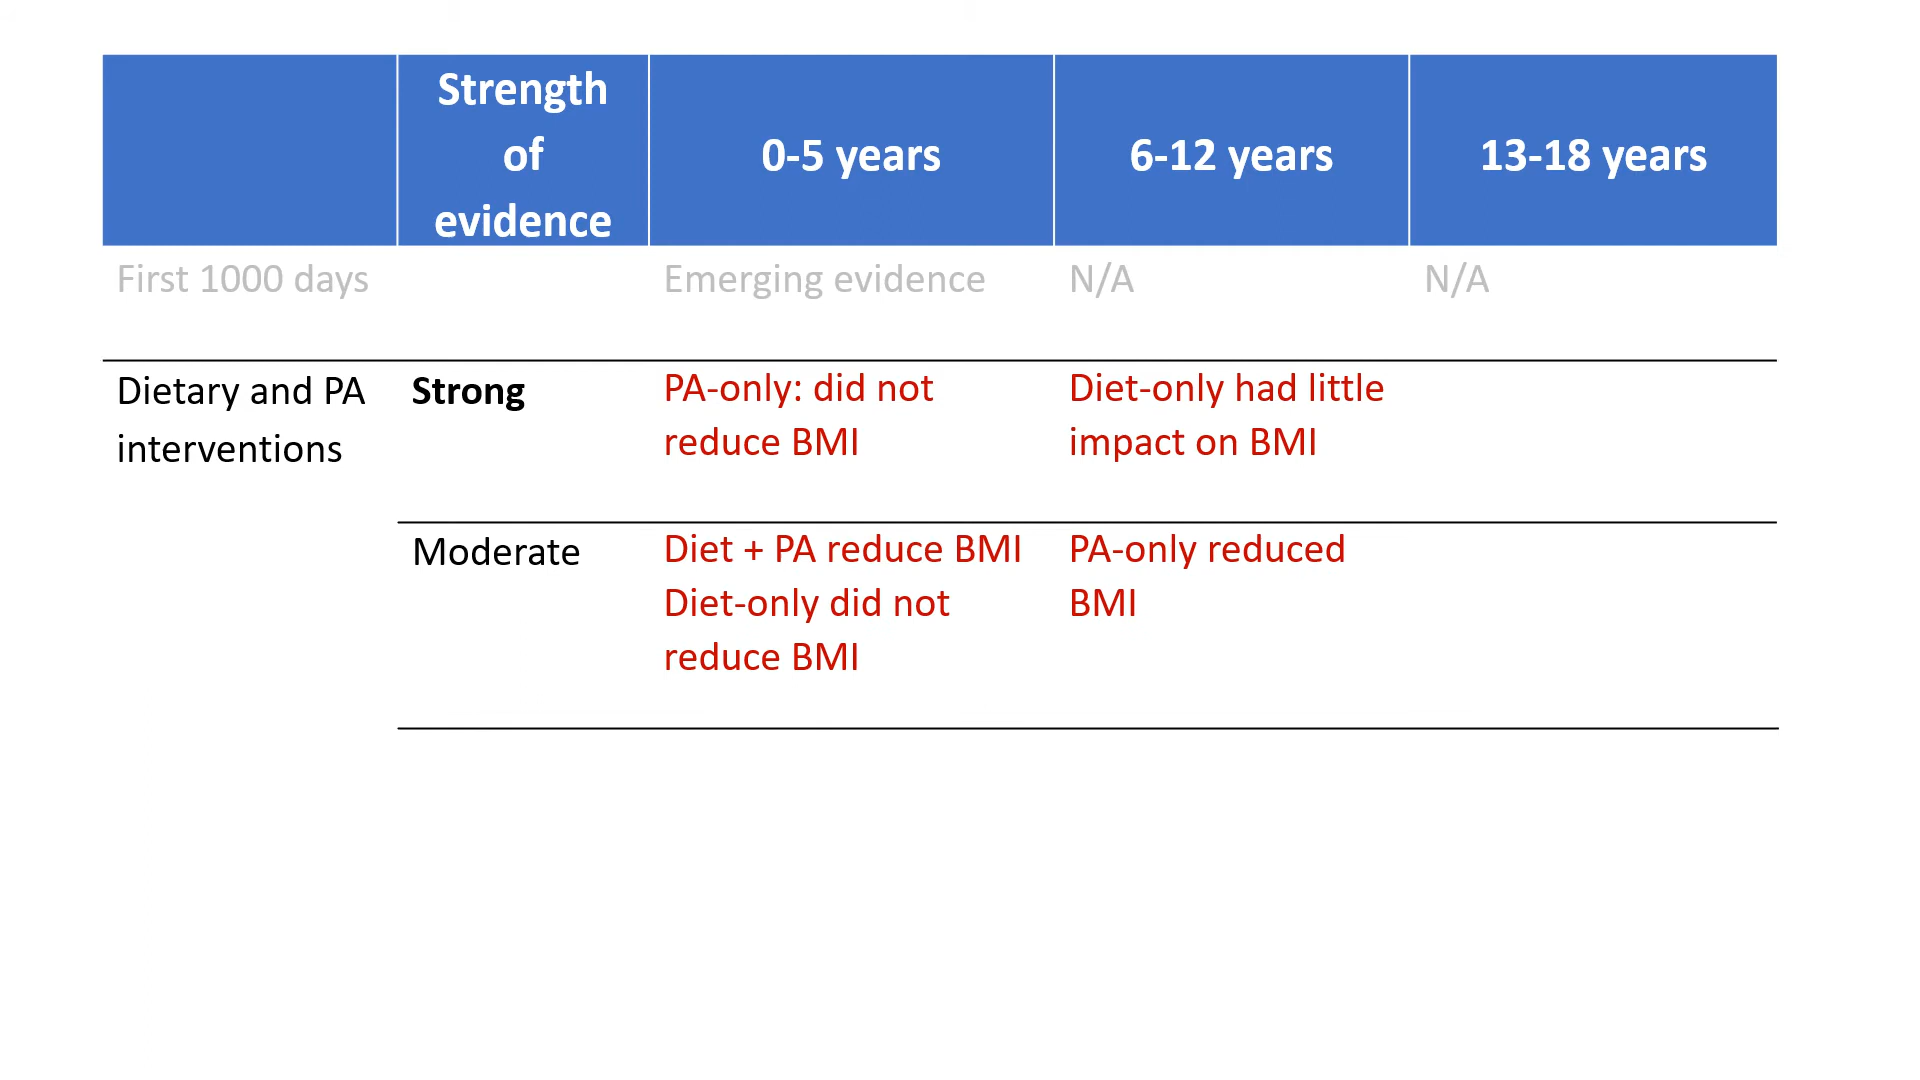 Strength
of
evidence
0-5 years
6-12 years
13-18 years
First 1000 days
Emerging evidence
N/A
N/A
Dietary and PA
interventions
Strong
PA-only: did not
reduce BMI
Diet-only had little
impact on BMI
Moderate
Diet + PA reduce BMI
Diet-only did not
reduce BMI
PA-only reduced
BMI